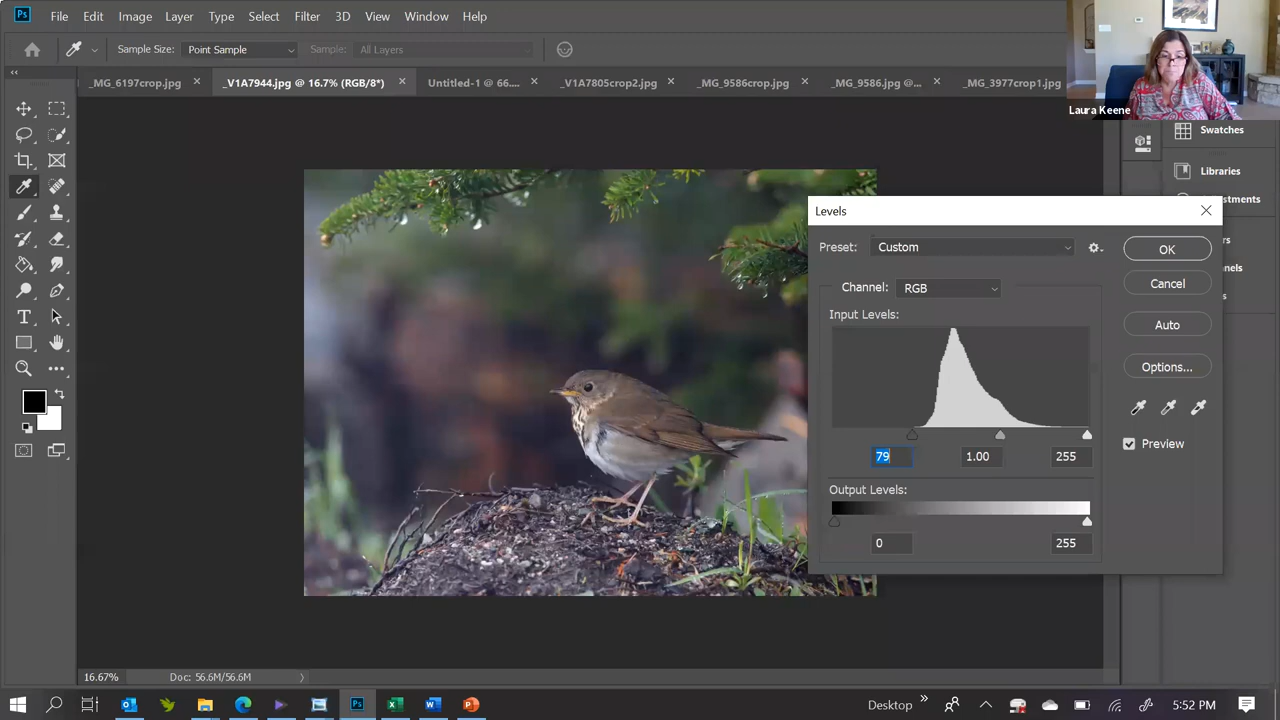 Ps File Edit Image Layer Type Select Filter 3D View Window Help
Sample Size: Point Sample Sample: All Layers
_MG_6197crop.jpg _V1A7944.jpg @ 16.7% (RGB/8*) Untitled-1 @ 66.... _V1A7805crop2.jpg _MG_9586crop.jpg _MG_9586.jpg @... _MG_3977crop1.jpg
Laura Keene
Swatches
Libraries
ustments
rs
nels
s
Levels
Preset: Custom
OK
Channel: RGB
Cancel
Input Levels:
Auto
Options...
Preview
79 1.00 255
Output Levels:
0 255
T
16.67% Doc: 56.6M/56.6M
Desktop
5:52 PM